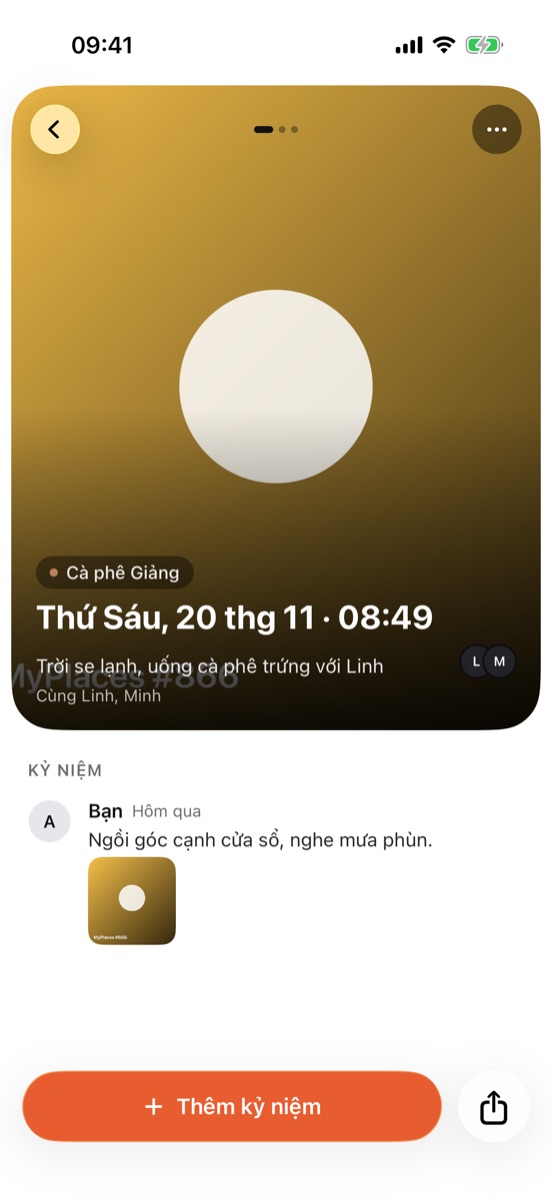 09:41
Cà phê Giảng
Thứ Sáu, 20 thg 11 · 08:49
Trời se lạnh, uống cà phê trứng với Linh
MyPlaces #866
L M
Cùng Linh, Minh
KỶ NIỆM
A
Bạn Hôm qua
Ngồi góc cạnh cửa sổ, nghe mưa phùn.
MyPlaces #866
+ Thêm kỷ niệm